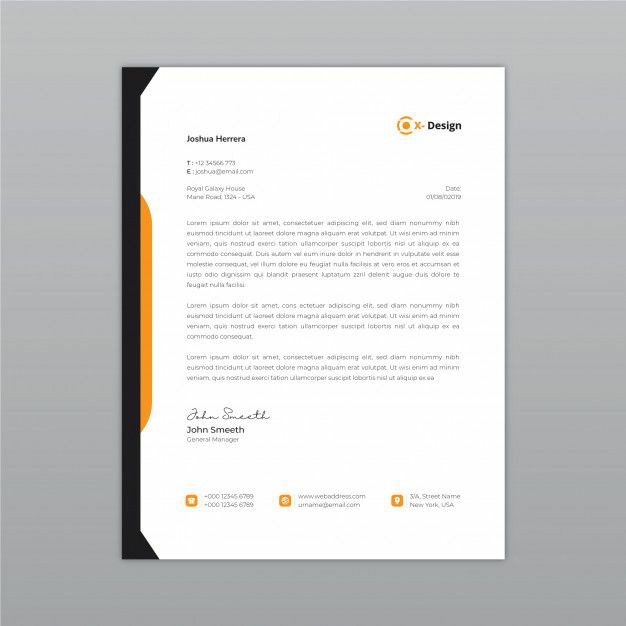 X- Design
Joshua Herrera
T : +12 34566 773
E : joshua@email.com
Royal Galaxy House
Mane Road, 1324 - USA
Date:
01/08/02019
Lorem ipsum dolor sit amet, consectetuer adipiscing elit, sed diam nonummy nibh
euismod tincidunt ut laoreet dolore magna aliquam erat volutpat. Ut wisi enim ad minim
veniam, quis nostrud exerci tation ullamcorper suscipit lobortis nisl ut aliquip ex ea
commodo consequat. Duis autem vel eum iriure dolor in hendrerit in vulputate velit esse
molestie consequat, vel illum dolore eu feugiat nulla facilisis at vero eros et accumsan et
iusto odio dignissim qui blandit praesent luptatum zzril delenit augue duis dolore te
feugait nulla facilisi.
Lorem ipsum dolor sit amet, cons ectetuer adipiscing elit, sed diam nonummy nibh
euismod tincidunt ut laoreet dolore magna aliquam erat volutpat. Ut wisi enim ad minim
veniam, quis nostrud exerci tation ullamcorper suscipit lobortis nisl ut aliquip ex ea commodo
consequat.
Lorem ipsum dolor sit amet, consectetuer adipiscing elit, sed diam nonummy nibh
euismod tincidunt ut laoreet dolore magna aliquam erat volutpat. Ut wisi enim ad minim
veniam, quis nostrud exerci tation ullamcorper suscipit lobortis nisl ut aliquip ex ea
John Smeeth
John Smeeth
General Manager
+000 12345 6789
+000 12345 6789
www.webaddress.com
urname@email.com
3/A, Street Name
New York, USA